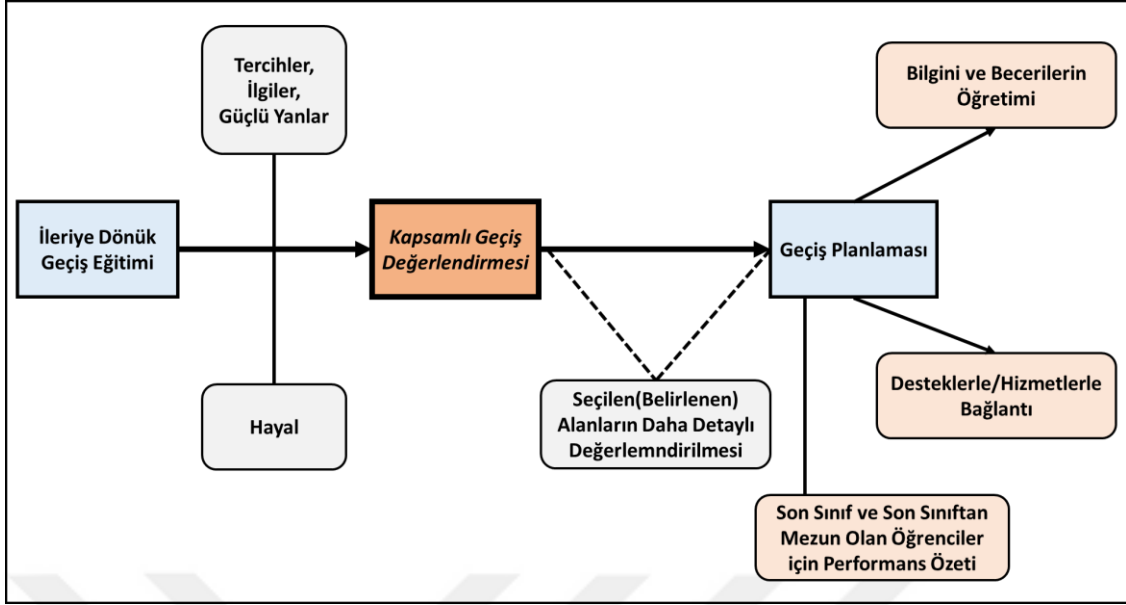 Tercihler,
İlgiler,
Güçlü Yanlar
Bilgini ve Becerilerin
Öğretimi
İleriye Dönük
Geçiş Eğitimi
Kapsamlı Geçiş
Değerlendirmesi
Geçiş Planlaması
Hayal
Seçilen(Belirlenen)
Alanların Daha Detaylı
Değerlemndirilmesi
Desteklerle/Hizmetlerle
Bağlantı
Son Sınıf ve Son Sınıftan
Mezun Olan Öğrenciler
için Performans Özeti